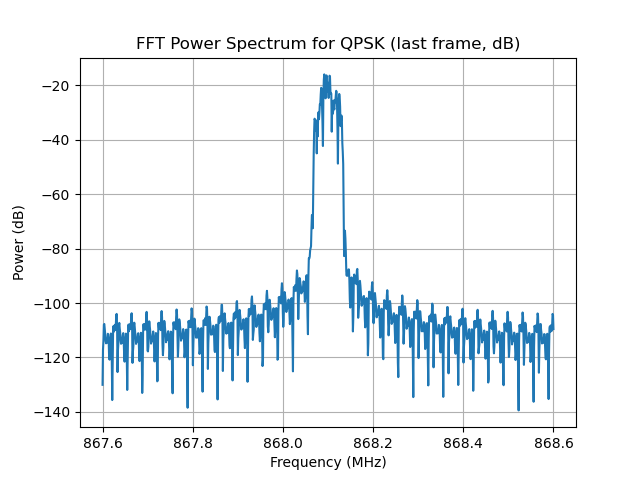 FFT Power Spectrum for QPSK (last frame, dB)
−20
−40
−60
−80
−100
−120
−140
Power (dB)
867.6 867.8 868.0 868.2 868.4 868.6
Frequency (MHz)